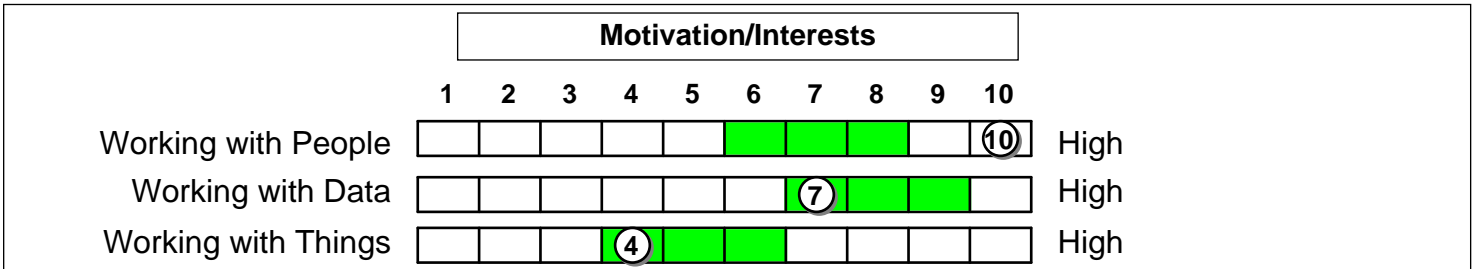 Motivation/Interests
1 2 3 4 5 6 7 8 9 10
Working with People 10 High
Working with Data 7 High
Working with Things 4 High